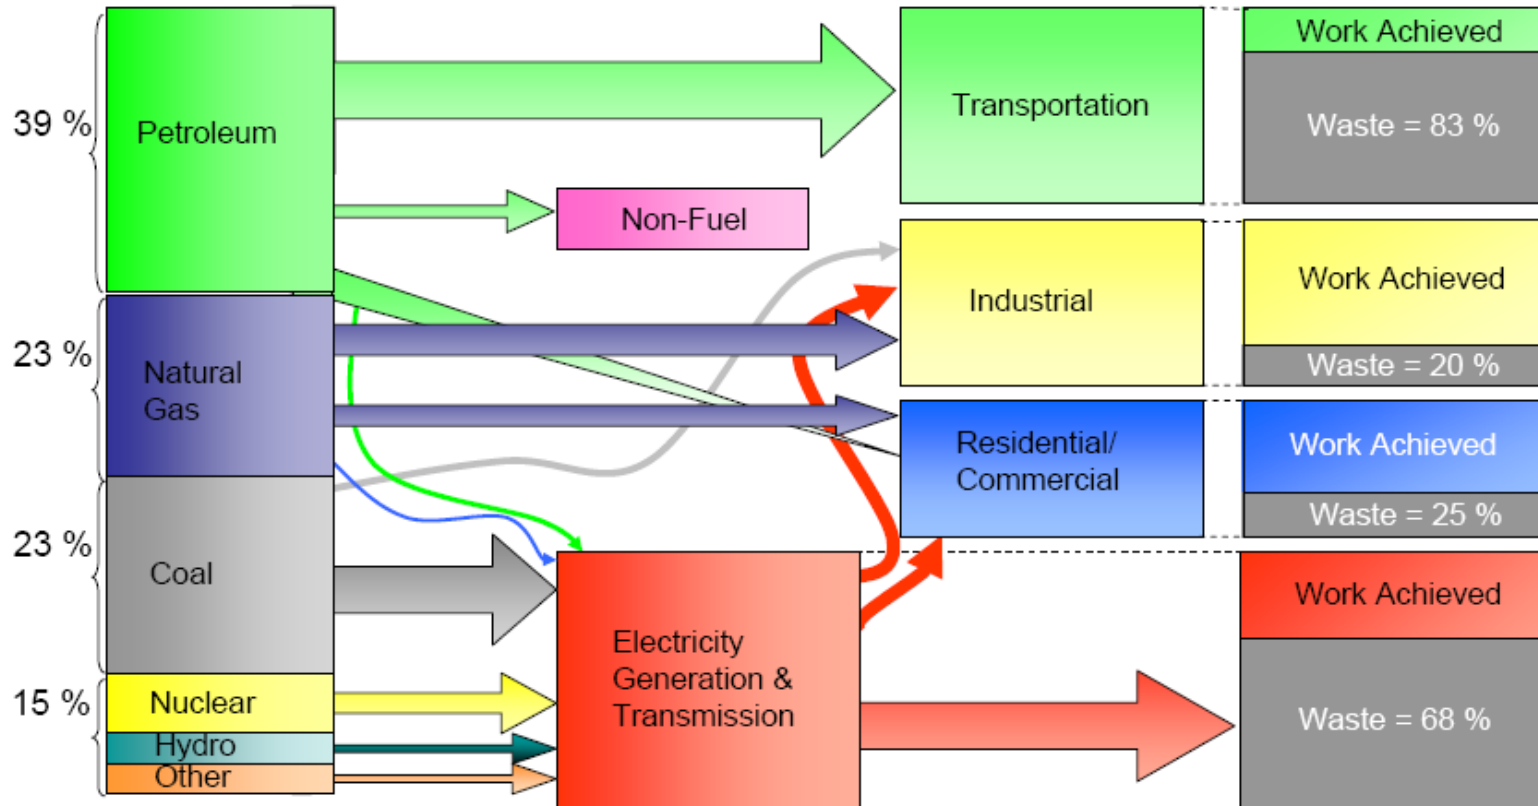 39 %
Petroleum
23 %
Natural
Gas
23 %
Coal
15 %
Nuclear
Hydro
Other
Non-Fuel
Electricity
Generation &
Transmission
Transportation
Industrial
Residential/
Commercial
Work Achieved
Waste = 83 %
Work Achieved
Waste = 20 %
Work Achieved
Waste = 25 %
Work Achieved
Waste = 68 %